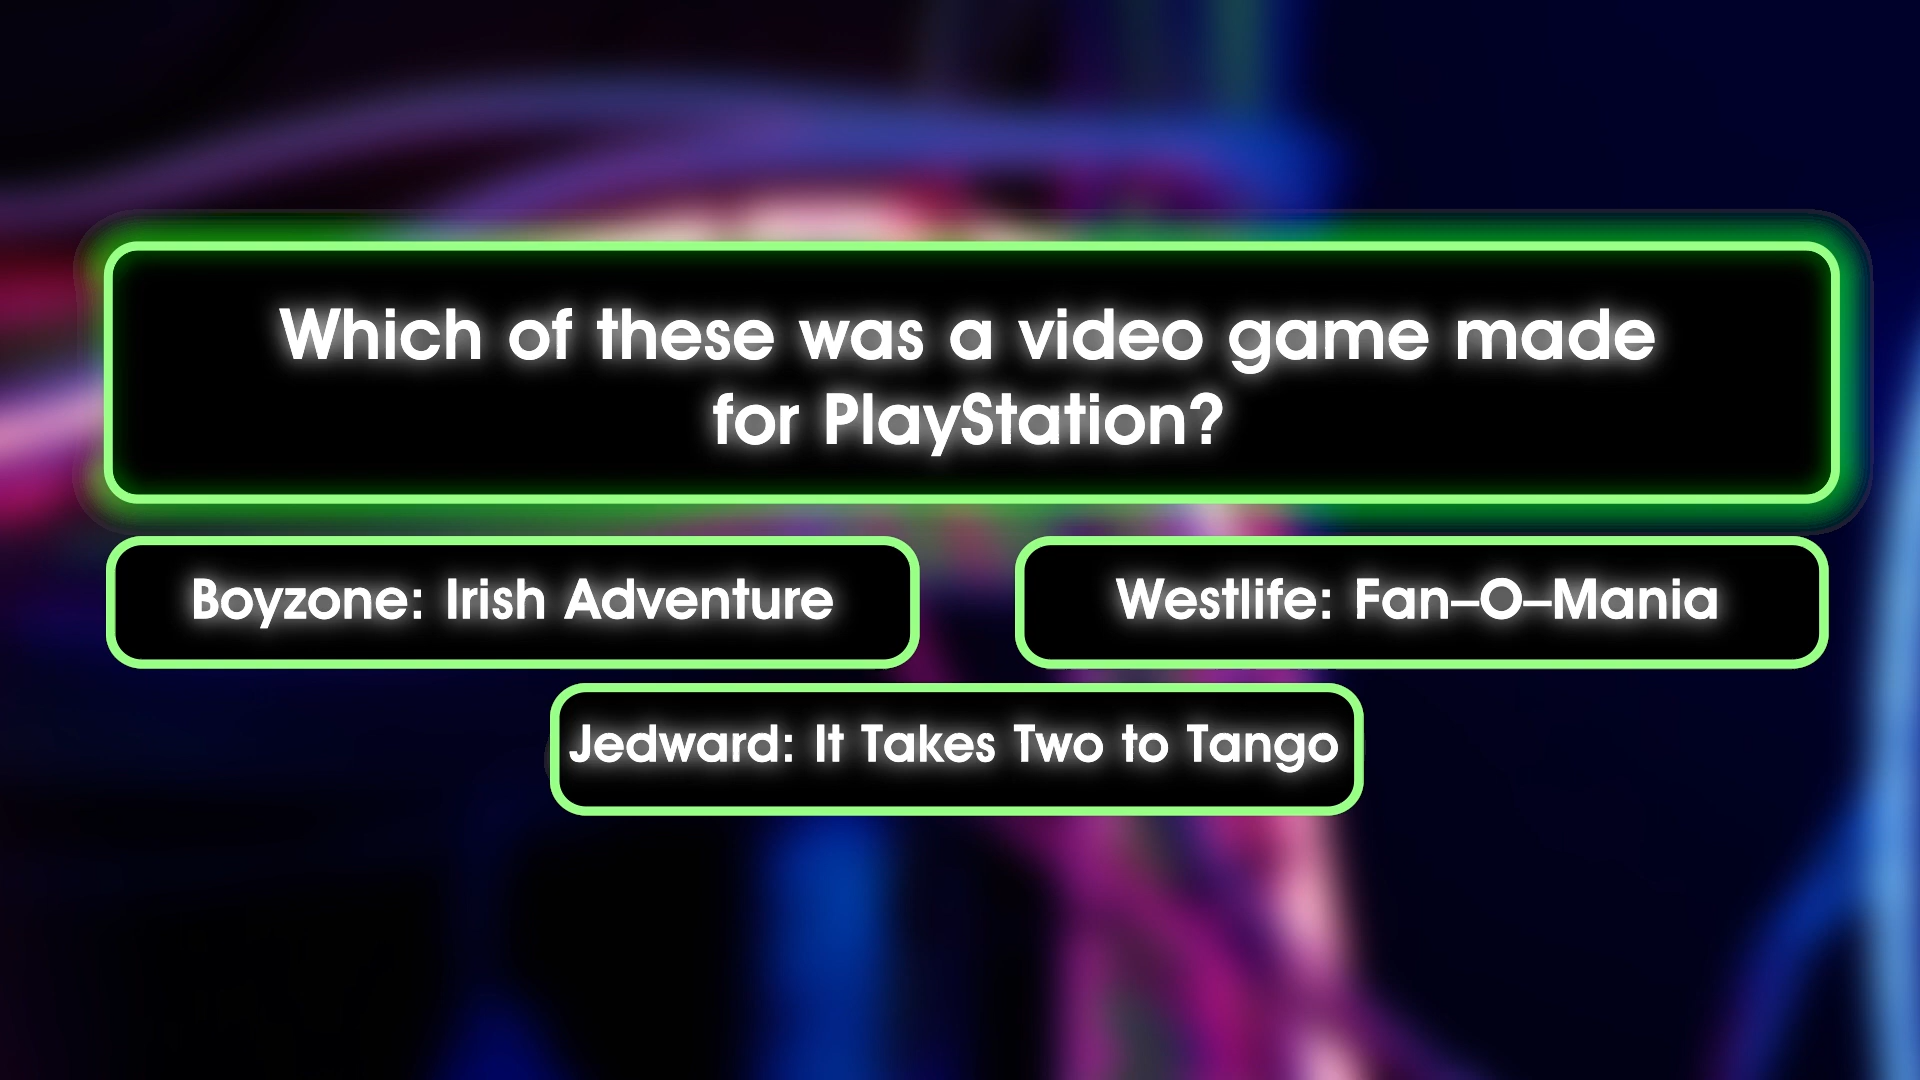 Which of these was a video game made
for PlayStation?
Boyzone: Irish Adventure
Westlife: Fan–O–Mania
Jedward: It Takes Two to Tango